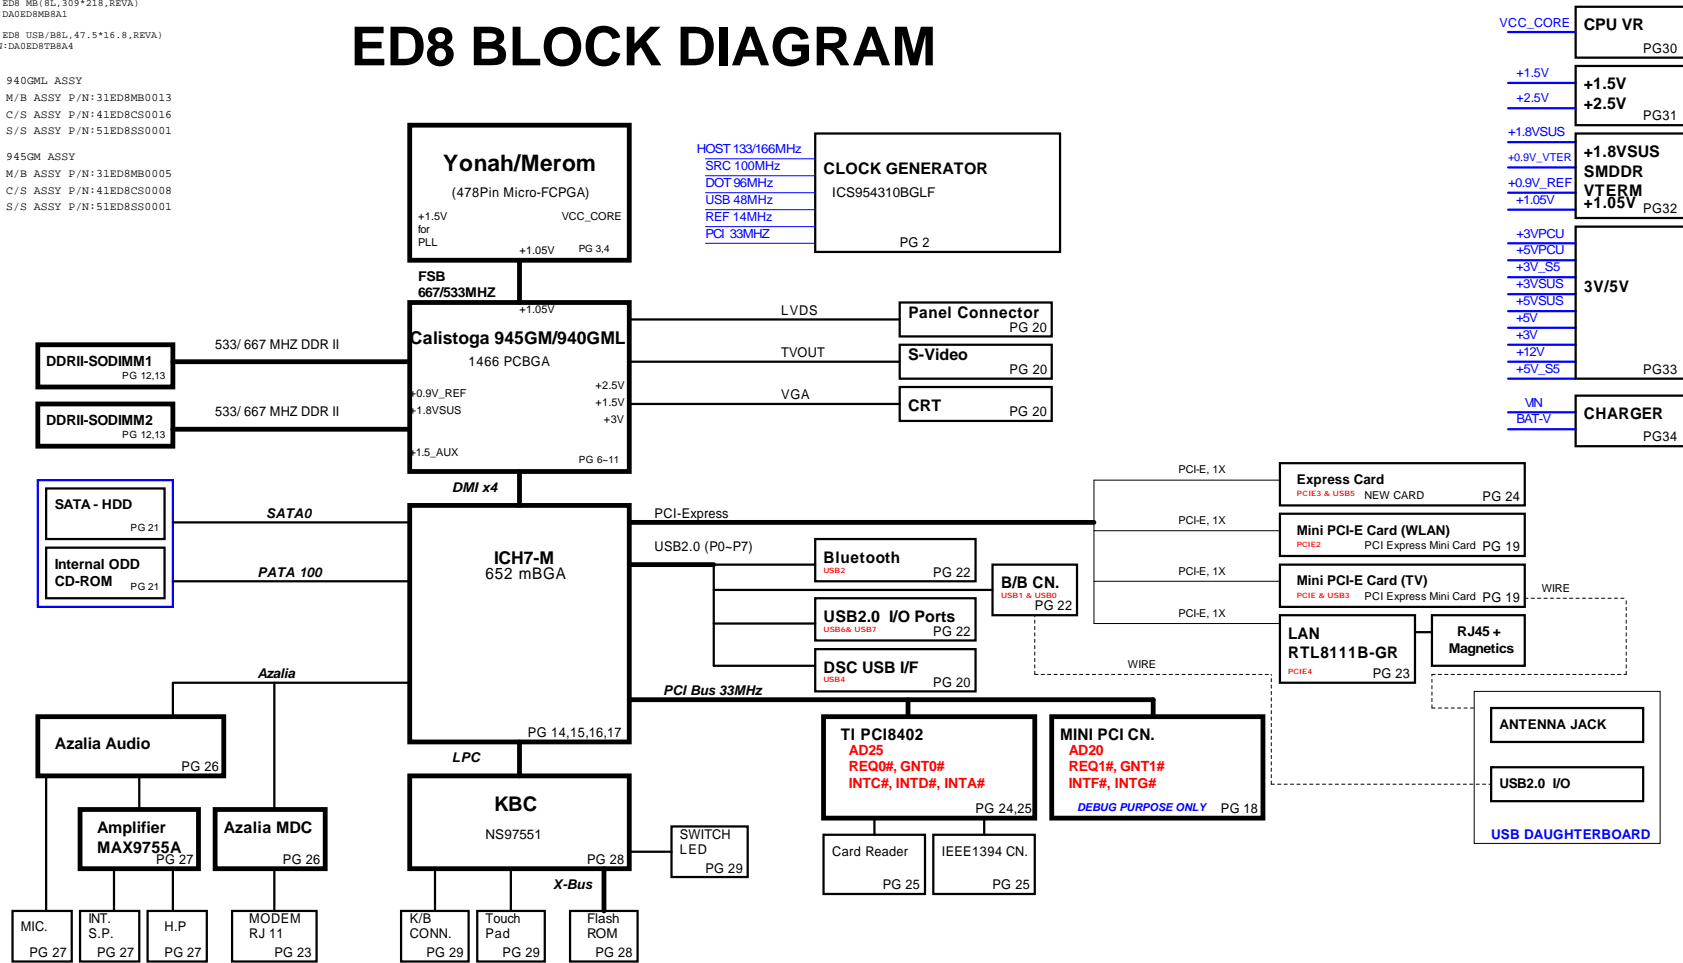 ED8 MB(8L,309*218,REVA)
:DA0ED8MB8A1
ED8 USB/B8L,47.5*16.8,REVA)
:DA0ED8TB8A4
940GML ASSY
M/B ASSY P/N:31ED8MB0013
C/S ASSY P/N:41ED8CS0016
S/S ASSY P/N:51ED8SS0001
945GM ASSY
M/B ASSY P/N:31ED8MB0005
C/S ASSY P/N:41ED8CS0008
S/S ASSY P/N:51ED8SS0001
ED8 BLOCK DIAGRAM
VCC_CORE
CPU VR
PG30
+1.5V
+2.5V
+1.5V
+2.5V
PG31
+1.8VSUS
+0.9V_VTER
+0.9V_REF
+1.05V
+1.8VSUS
SMDDR
VTERM
+1.05V
PG32
+3VPCU
+5VPCU
+3V_S5
+3VSUS
+5VSUS
+5V
+3V
+12V
+5V_S5
3V/5V
PG33
VIN
BAT-V
CHARGER
PG34
Yonah/Merom
(478Pin Micro-FCPGA)
+1.5V
for
PLL
VCC_CORE
+1.05V
PG 3,4
HOST 133/166MHz
SRC 100MHz
DOT 96MHz
USB 48MHz
REF 14MHz
PCI 33MHZ
CLOCK GENERATOR
ICS954310BGLF
PG 2
FSB
667/533MHZ
+1.05V
Calistoga 945GM/940GML
1466 PCBGA
+0.9V_REF
+1.8VSUS
+1.5_AUX
+2.5V
+1.5V
+3V
PG 6~11
DDRII-SODIMM1
PG 12,13
533/ 667 MHZ DDR II
DDRII-SODIMM2
PG 12,13
533/ 667 MHZ DDR II
LVDS
Panel Connector
PG 20
TVOUT
S-Video
PG 20
VGA
CRT
PG 20
DMI x4
SATA - HDD
PG 21
SATA0
Internal ODD
CD-ROM
PG 21
PATA 100
ICH7-M
652 mBGA
PG 14,15,16,17
PCI-Express
USB2.0 (P0~P7)
Bluetooth
USB2
PG 22
B/B CN.
USB1 & USB0
PG 22
USB2.0 I/O Ports
USB6& USB7
PG 22
DSC USB I/F
USB4
PG 20
PCI-E, 1X
Express Card
PCIE3 & USB5
NEW CARD
PG 24
PCI-E, 1X
Mini PCI-E Card (WLAN)
PCIE2
PCI Express Mini Card
PG 19
PCI-E, 1X
Mini PCI-E Card (TV)
PCIE & USB3
PCI Express Mini Card
PG 19
WIRE
PCI-E, 1X
LAN
RTL8111B-GR
PCIE4
PG 23
RJ45 +
Magnetics
WIRE
ANTENNA JACK
USB2.0 I/O
USB DAUGHTERBOARD
PCI Bus 33MHz
TI PCI8402
AD25
REQ0#, GNT0#
INTC#, INTD#, INTA#
PG 24,25
MINI PCI CN.
AD20
REQ1#, GNT1#
INTF#, INTG#
DEBUG PURPOSE ONLY
PG 18
Card Reader
PG 25
IEEE1394 CN.
PG 25
Azalia
Azalia Audio
PG 26
Amplifier
MAX9755A
PG 27
Azalia MDC
PG 26
LPC
KBC
NS97551
PG 28
X-Bus
SWITCH
LED
PG 29
MIC.
PG 27
INT.
S.P.
PG 27
H.P
PG 27
MODEM
RJ 11
PG 23
K/B
CONN.
PG 29
Touch
Pad
PG 29
Flash
ROM
PG 28